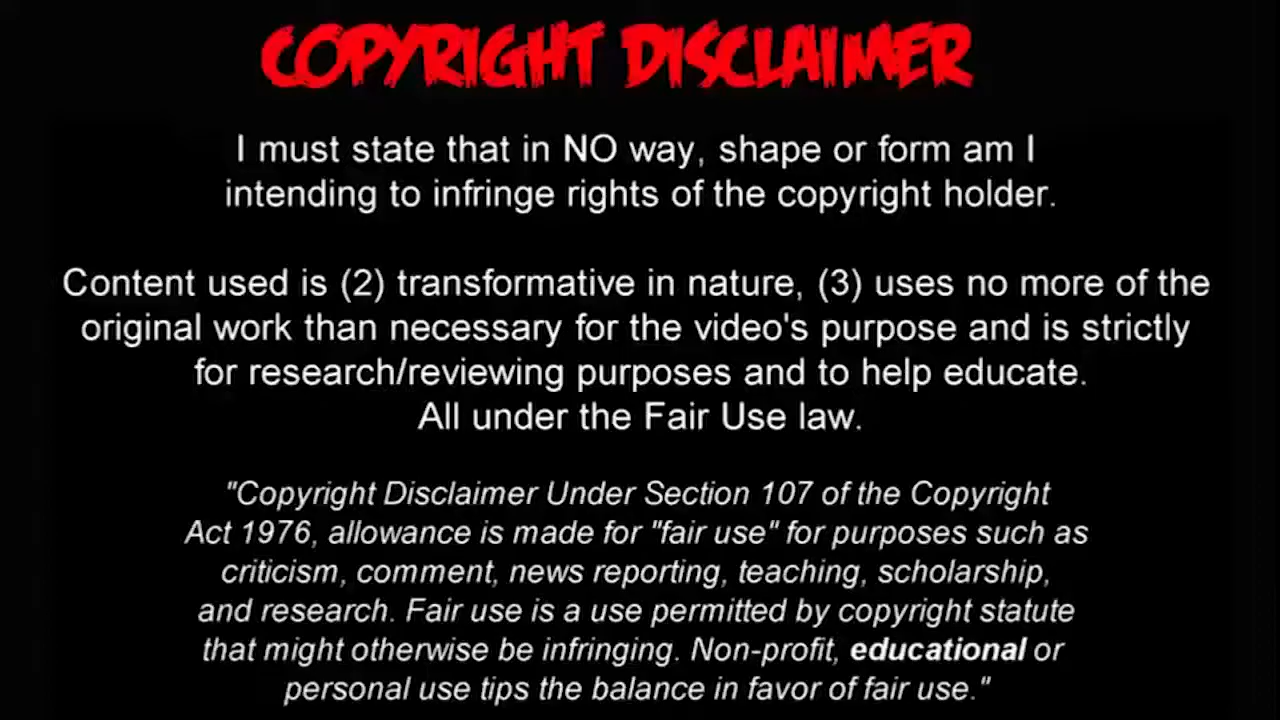 COPYRIGHT DISCLAIMER
I must state that in NO way, shape or form am I
intending to infringe rights of the copyright holder.
Content used is (2) transformative in nature, (3) uses no more of the
original work than necessary for the video's purpose and is strictly
for research/reviewing purposes and to help educate.
All under the Fair Use law.
"Copyright Disclaimer Under Section 107 of the Copyright
Act 1976, allowance is made for "fair use" for purposes such as
criticism, comment, news reporting, teaching, scholarship,
and research. Fair use is a use permitted by copyright statute
that might otherwise be infringing. Non-profit, educational or
personal use tips the balance in favor of fair use."